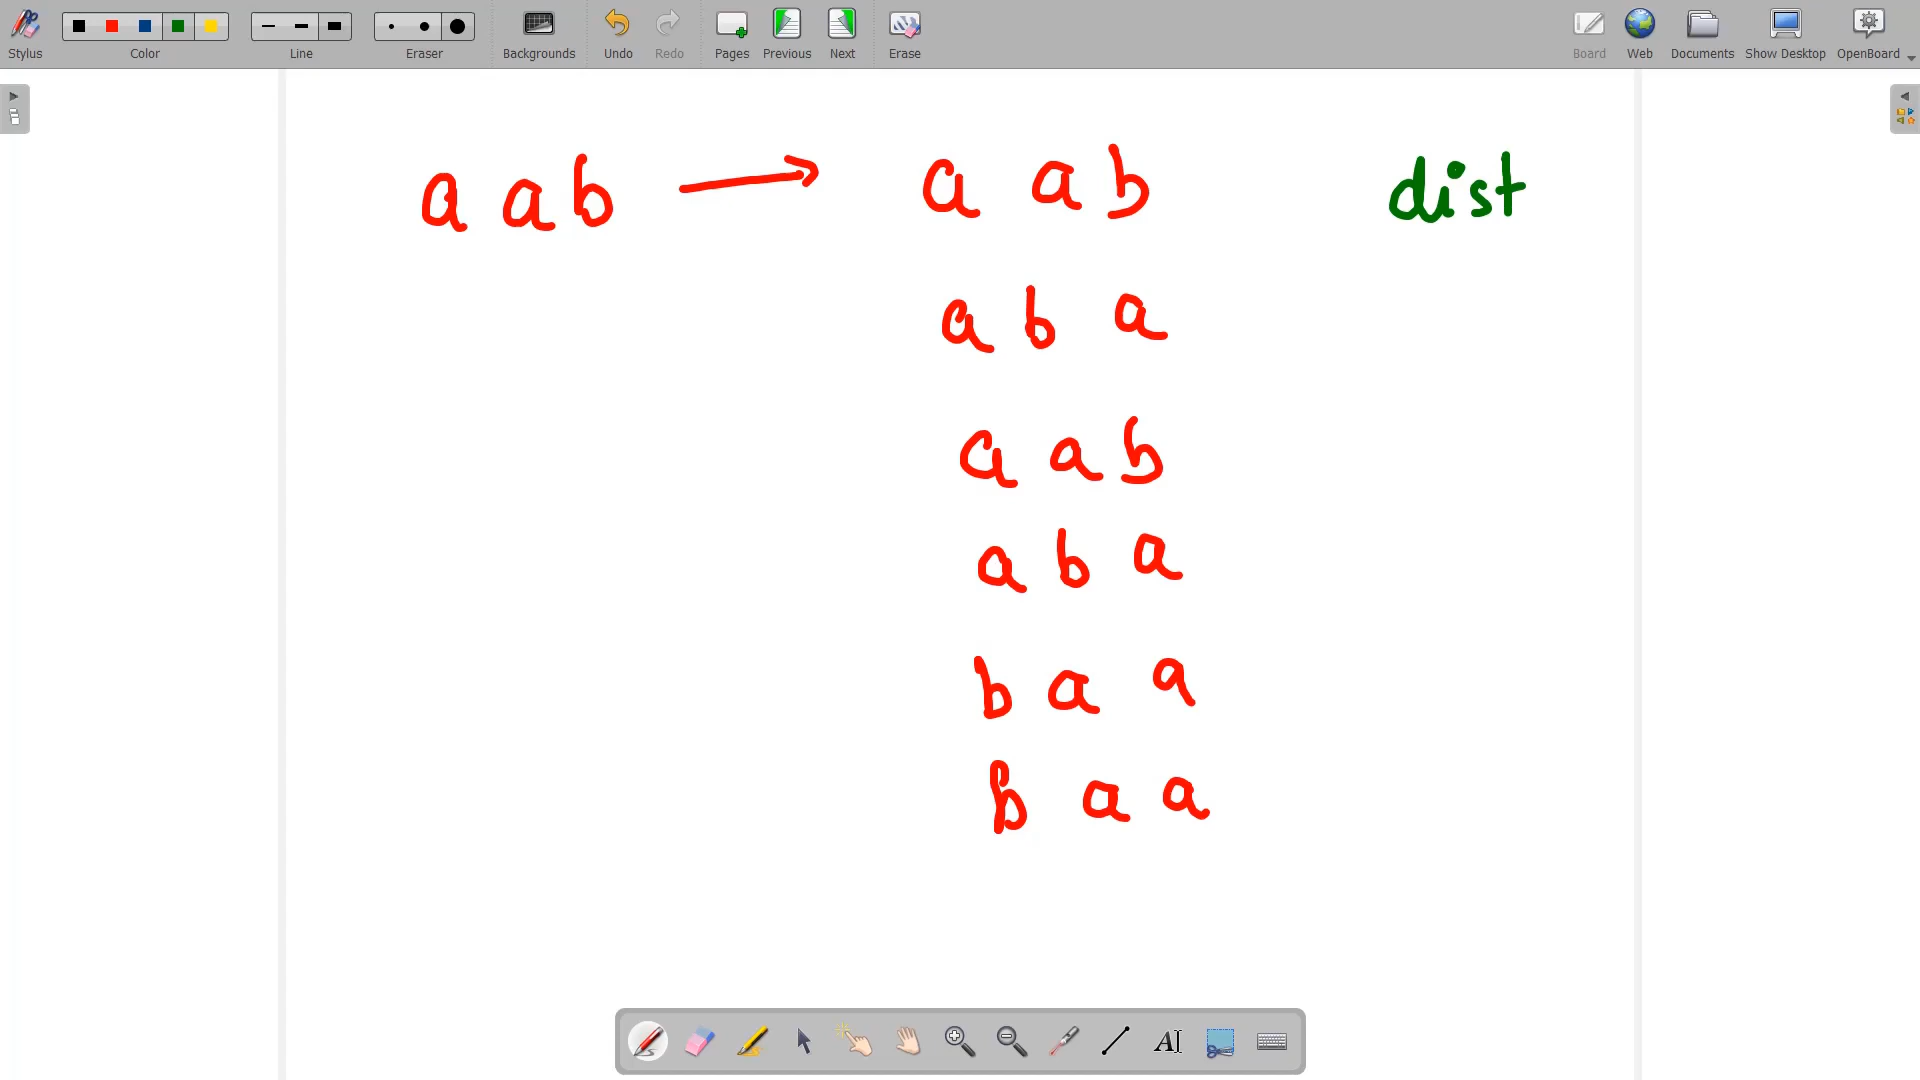 Stylus Color Line Eraser Backgrounds Undo Redo Pages Previous Next Erase Board Web Documents Show Desktop OpenBoard
a a b → a a b dist
a b a
a a b
a b a
b a a
b a a